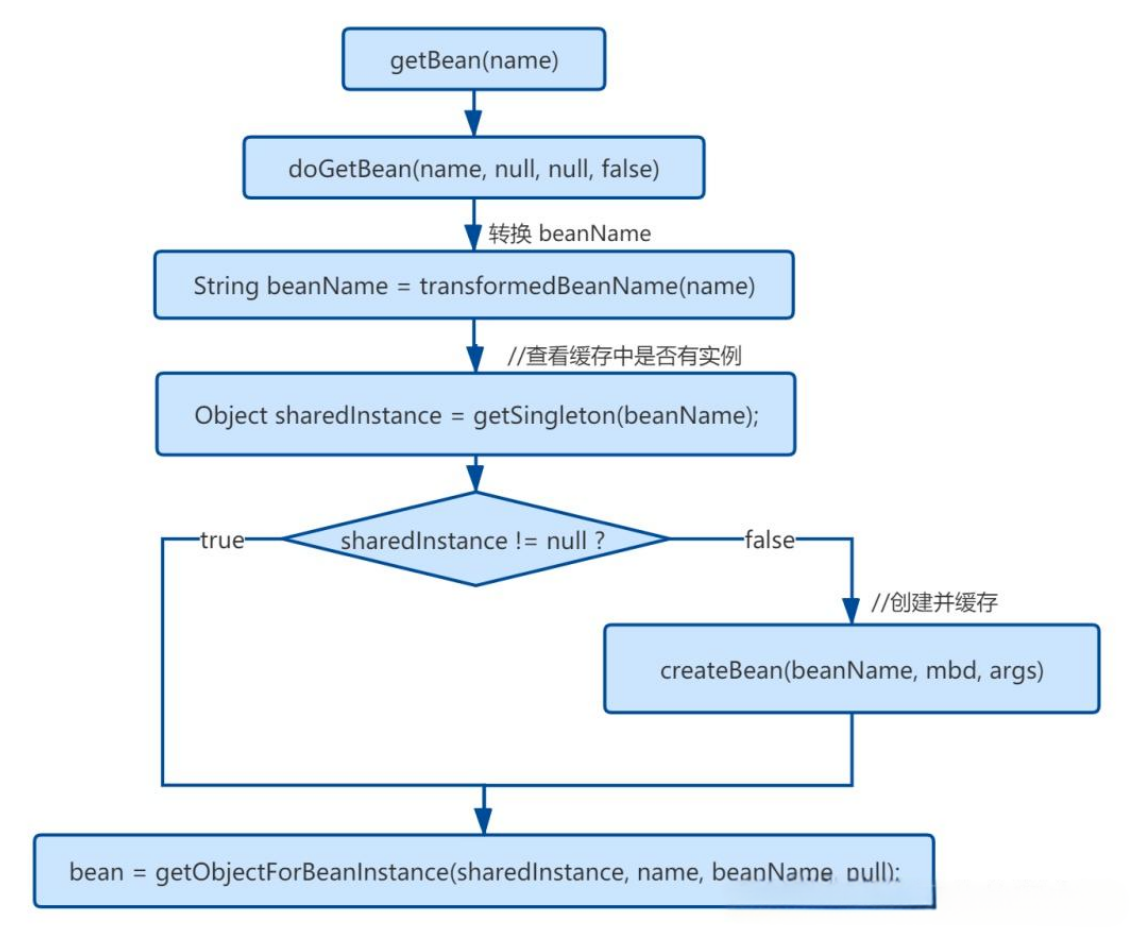 getBean(name)
doGetBean(name, null, null, false)
转换 beanName
String beanName = transformedBeanName(name)
//查看缓存中是否有实例
Object sharedInstance = getSingleton(beanName);
true
sharedInstance != null ?
false
//创建并缓存
createBean(beanName, mbd, args)
bean = getObjectForBeanInstance(sharedInstance, name, beanName, null);